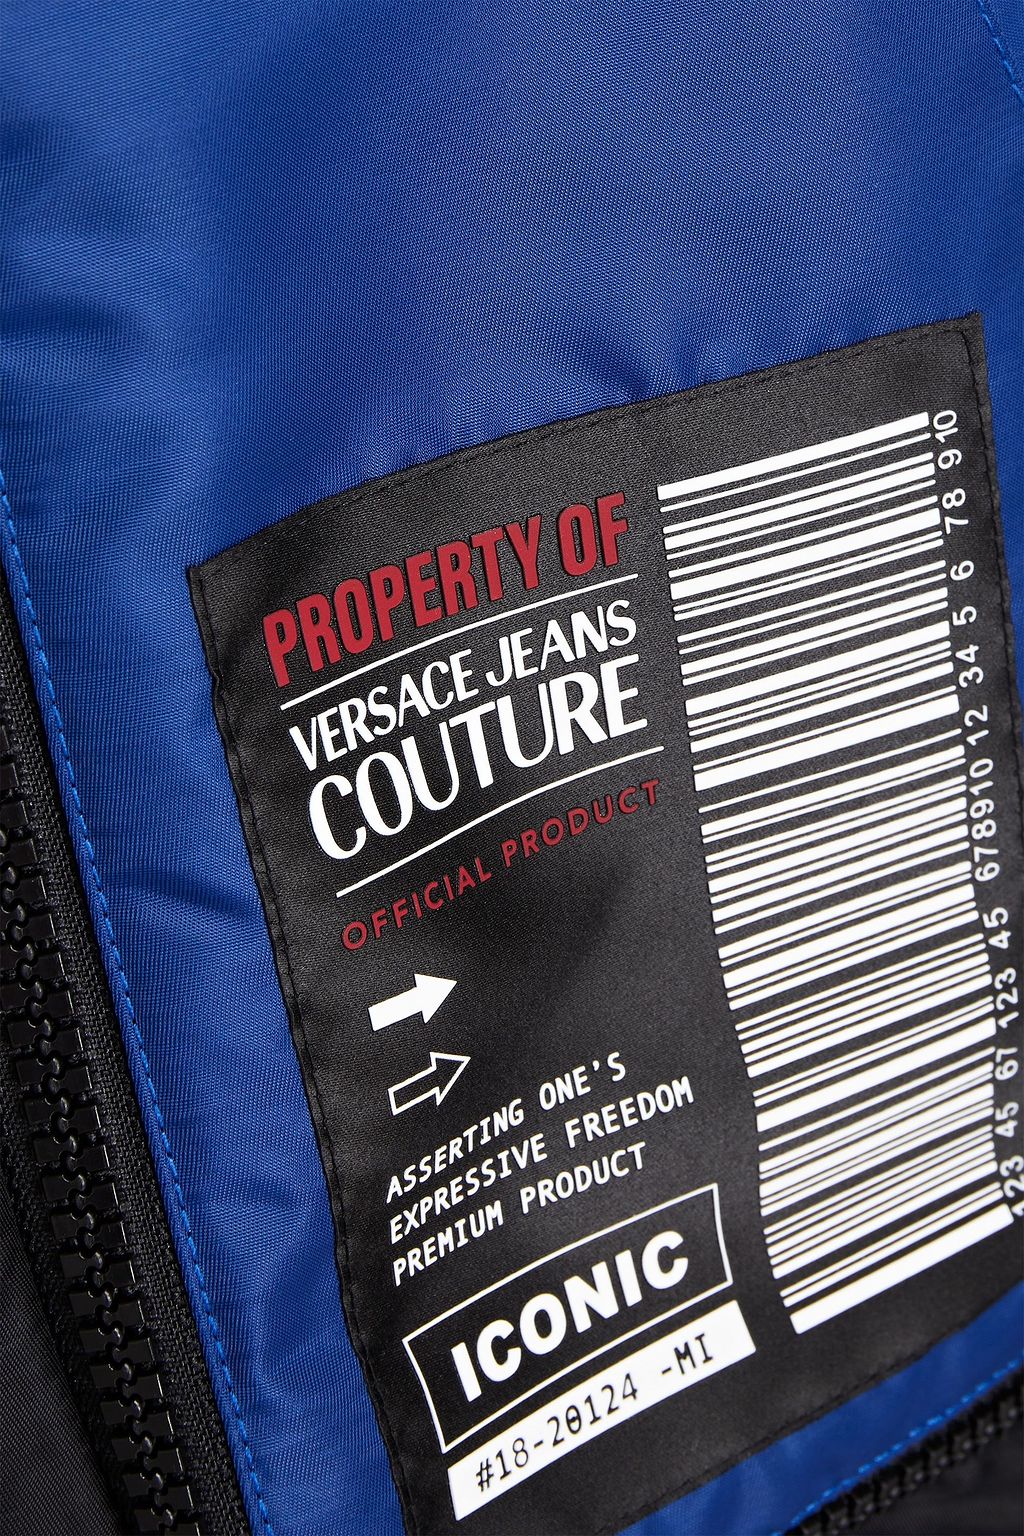 PROPERTY OF
VERSACE JEANS
COUTURE
OFFICIAL PRODUCT
ASSERTING ONE'S
EXPRESSIVE FREEDOM
PREMIUM PRODUCT
ICONIC
#18-20124 -MI
123 45 67 123 45 678910 12 34 5 6 78 910